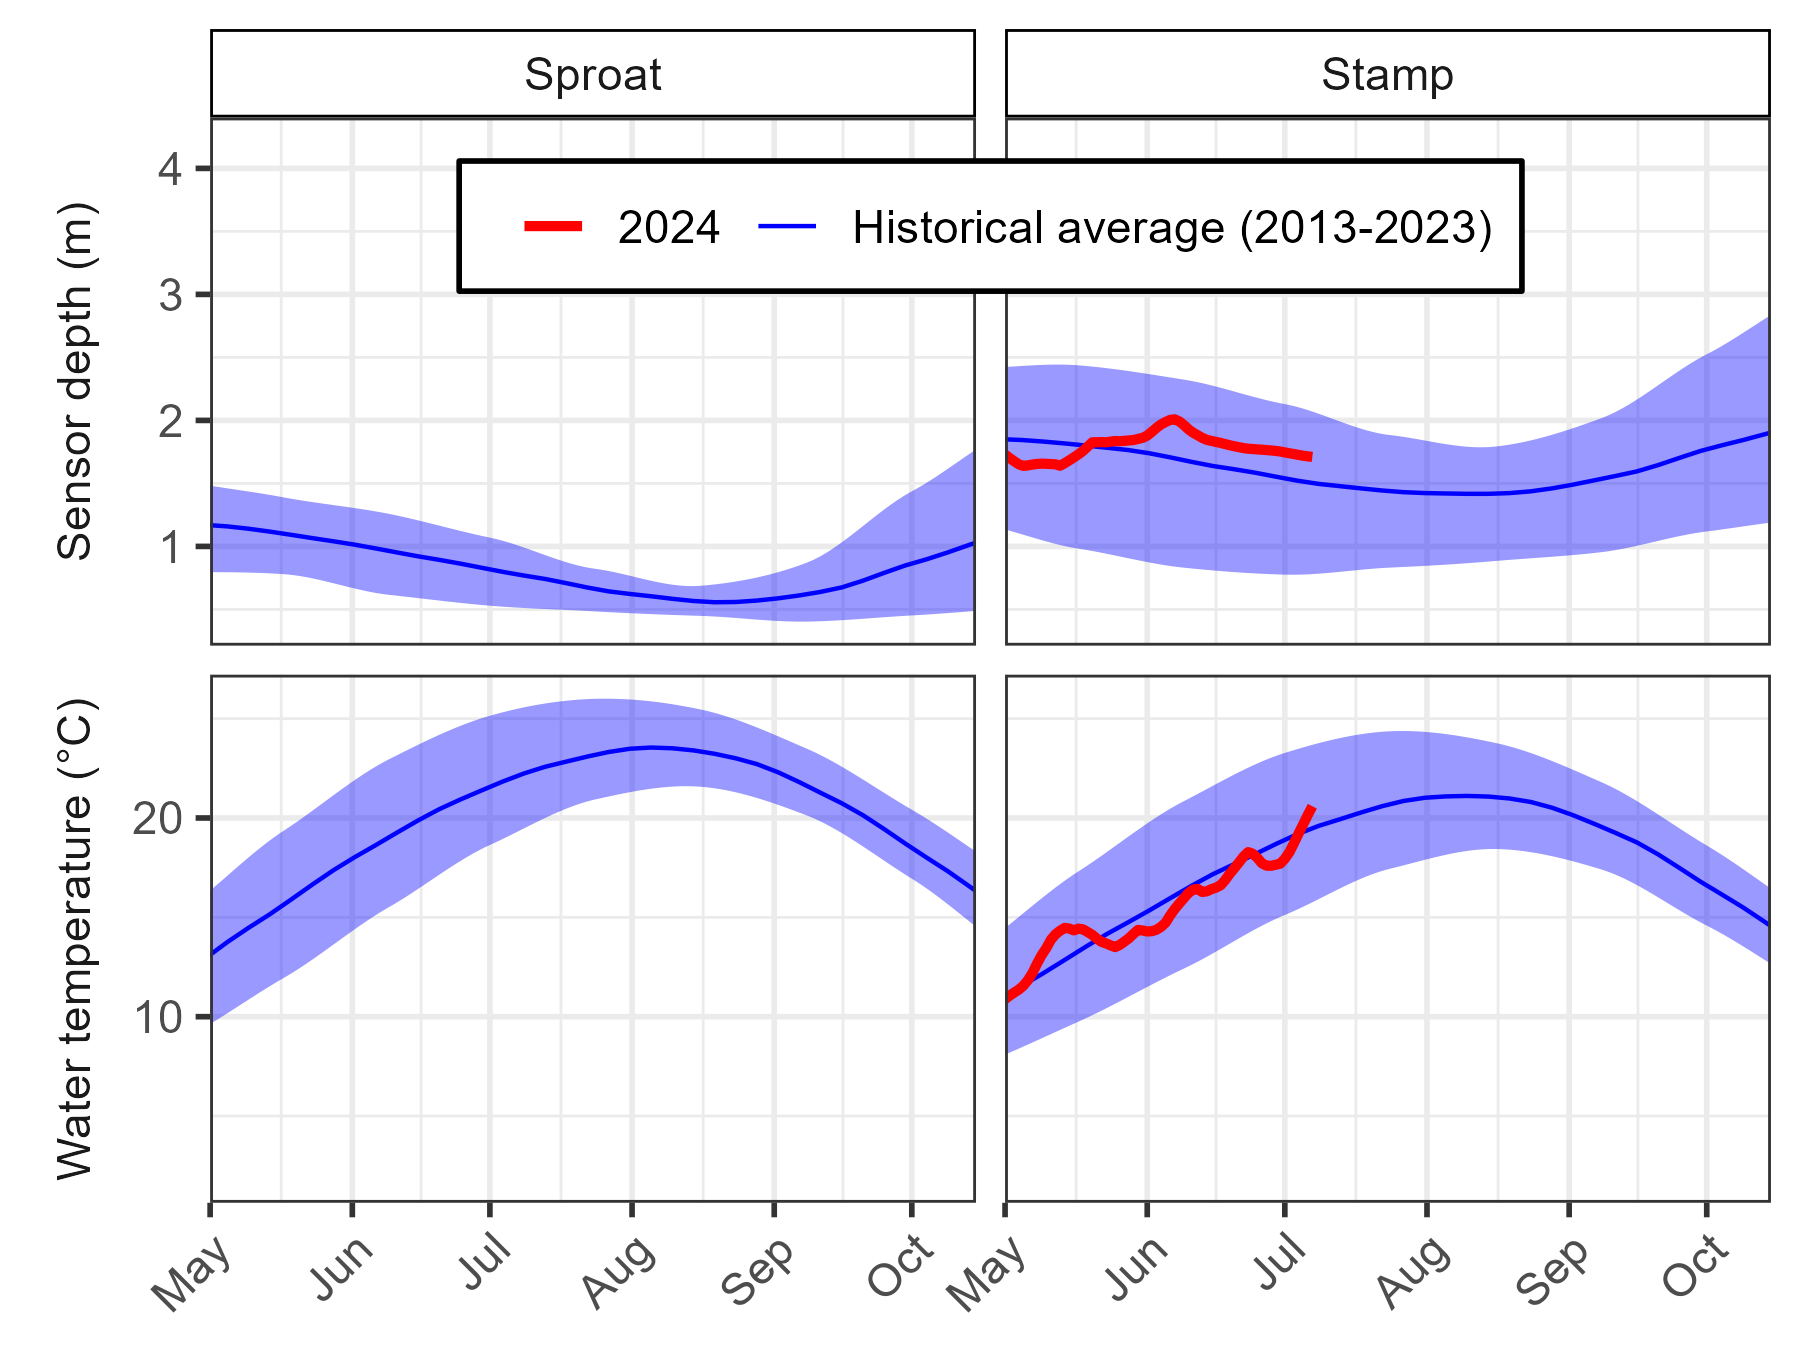 Sproat
Stamp
Sensor depth (m)
4
3
2
1
2024
Historical average (2013-2023)
Water temperature (°C)
20
10
May
Jun
Jul
Aug
Sep
Oct
May
Jun
Jul
Aug
Sep
Oct